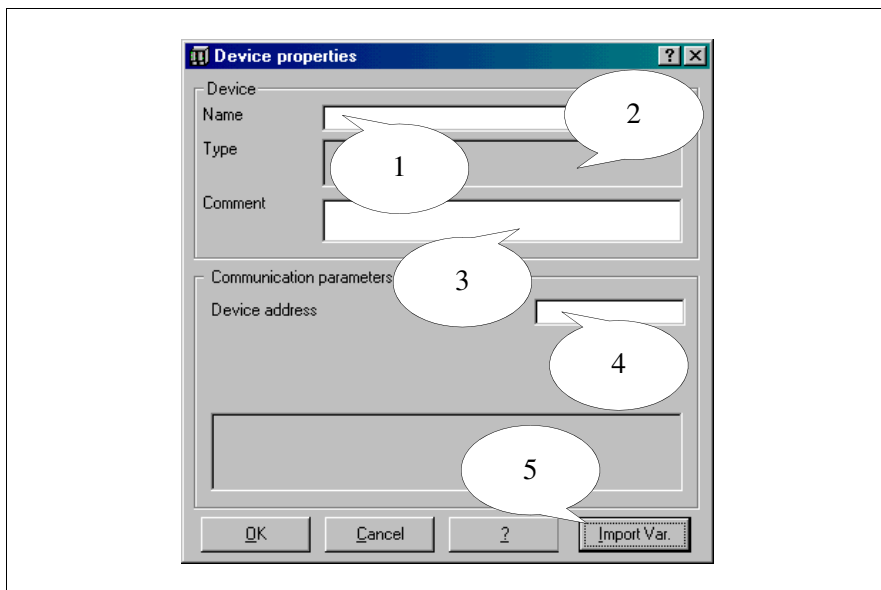 Device properties ? X
Device
Name
2
Type
1
Comment
3
Communication parameters
Device address
4
5
OK Cancel ? Import Var.